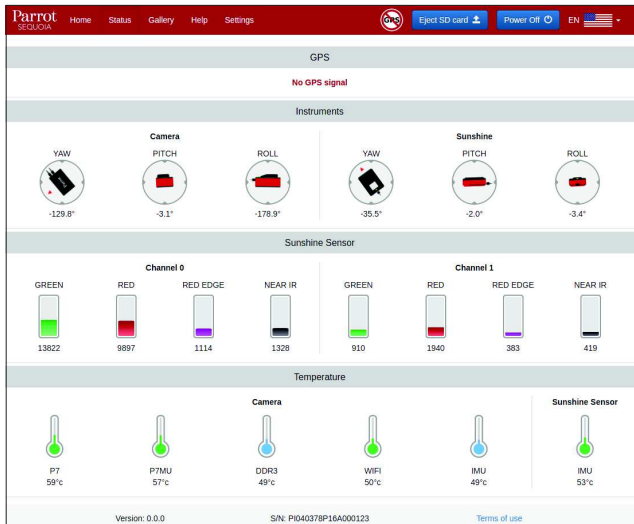 Parrot
SEQUOIA
Home Status Gallery Help Settings GPS Eject SD card Power Off EN
GPS
No GPS signal
Instruments
Camera Sunshine
YAW PITCH ROLL YAW PITCH ROLL
-129.8° -3.1° -178.9° -35.5° -2.0° -3.4°
Sunshine Sensor
Channel 0 Channel 1
GREEN RED RED EDGE NEAR IR GREEN RED RED EDGE NEAR IR
13822 9897 1114 1328 910 1940 383 419
Temperature
Camera Sunshine Sensor
P7 P7MU DDR3 WIFI IMU IMU
59°c 57°c 49°c 50°c 49°c 53°c
Version: 0.0.0 S/N: PI040378P16A000123 Terms of use